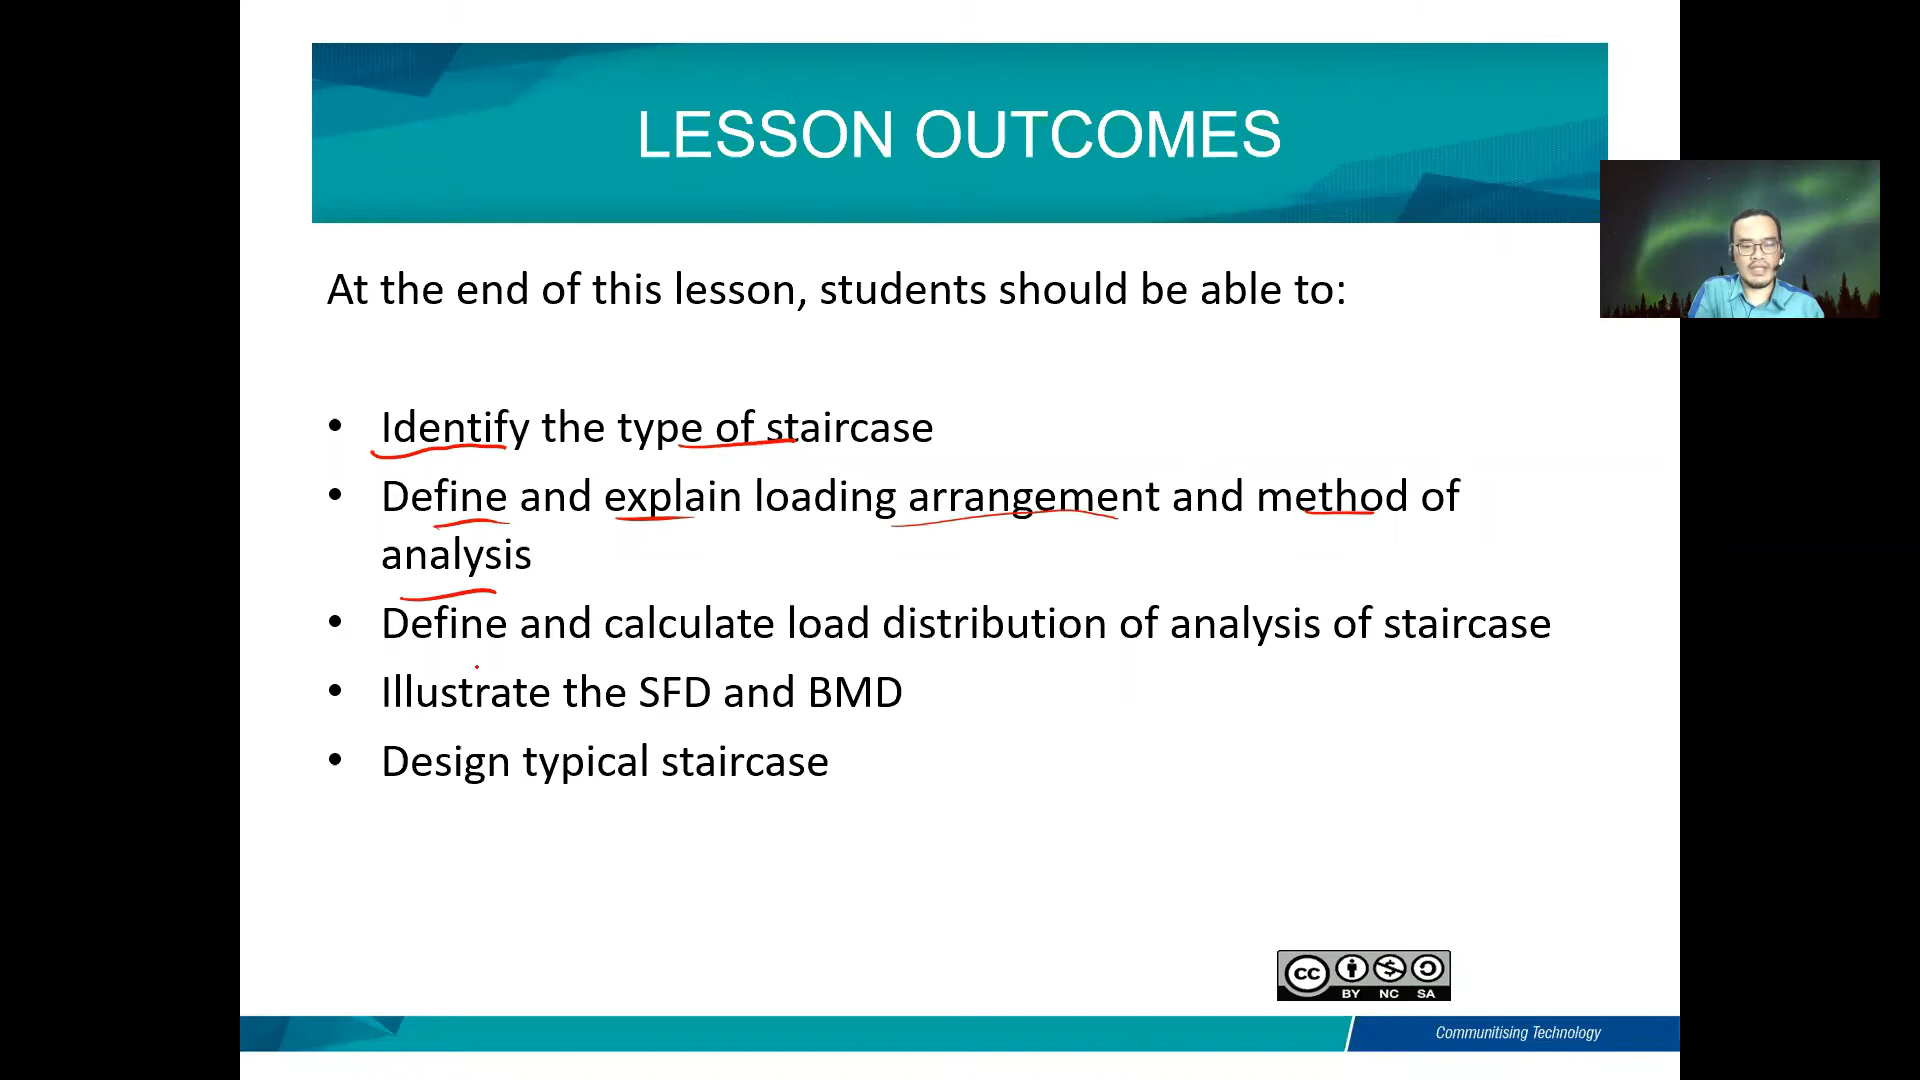 LESSON OUTCOMES
At the end of this lesson, students should be able to:
• Identify the type of staircase
• Define and explain loading arrangement and method of
analysis
• Define and calculate load distribution of analysis of staircase
• Illustrate the SFD and BMD
• Design typical staircase
cc
BY NC SA
Communitising Technology